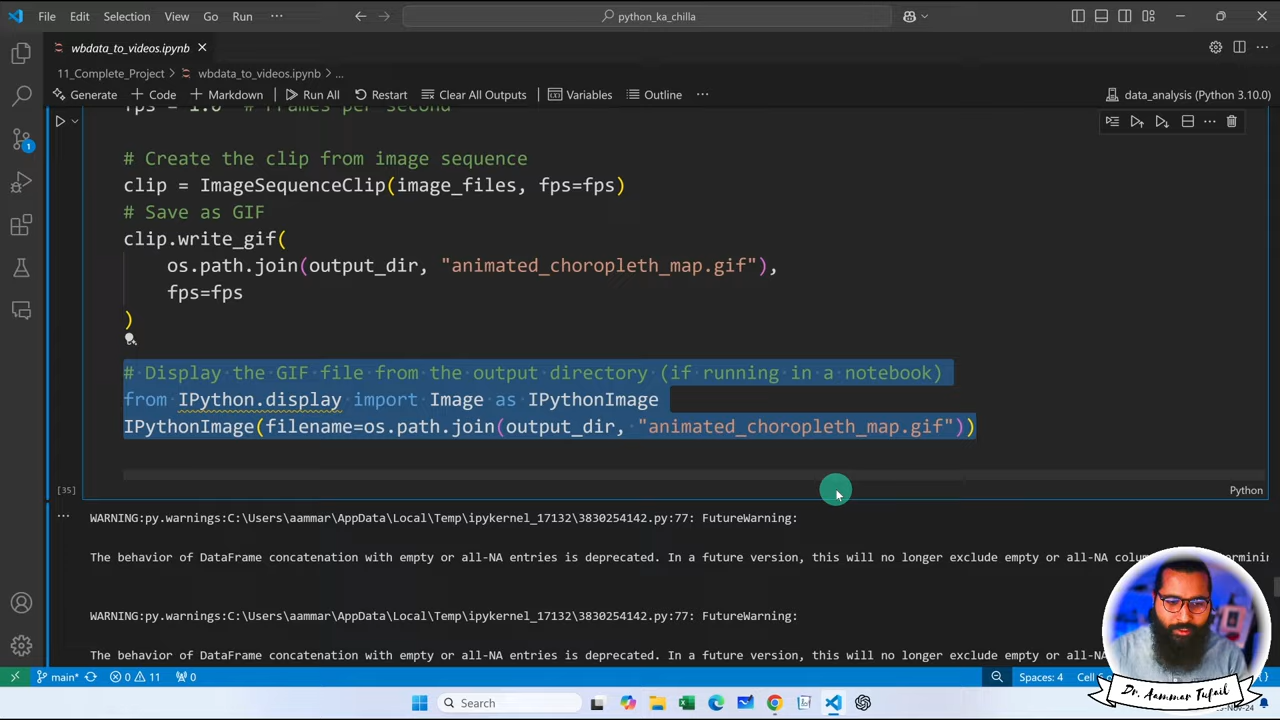 File Edit Selection View Go Run ··· python_ka_chilla
wbdata_to_videos.ipynb
11_Complete_Project > wbdata_to_videos.ipynb > ...
Generate + Code + Markdown Run All Restart Clear All Outputs Variables Outline ··· data_analysis (Python 3.10.0)
# Create the clip from image sequence
clip = ImageSequenceClip(image_files, fps=fps)
# Save as GIF
clip.write_gif(
os.path.join(output_dir, "animated_choropleth_map.gif"),
fps=fps
)
# Display the GIF file from the output directory (if running in a notebook)
from IPython.display import Image as IPythonImage
IPythonImage(filename=os.path.join(output_dir, "animated_choropleth_map.gif"))
[35] Python
WARNING:py.warnings:C:\Users\aammar\AppData\Local\Temp\ipykernel_17132\3830254142.py:77: FutureWarning:
The behavior of DataFrame concatenation with empty or all-NA entries is deprecated. In a future version, this will no longer exclude empty or all-NA
WARNING:py.warnings:C:\Users\aammar\AppData\Local\Temp\ipykernel_17132\3830254142.py:77: FutureWarning:
The behavior of DataFrame concatenation with empty or all-NA entries is deprecated. In a future version, this will no longer exclude empty or all-NA
main* 0 11 0 Spaces: 4 Cell
Dr. Aammar Tufail
Search